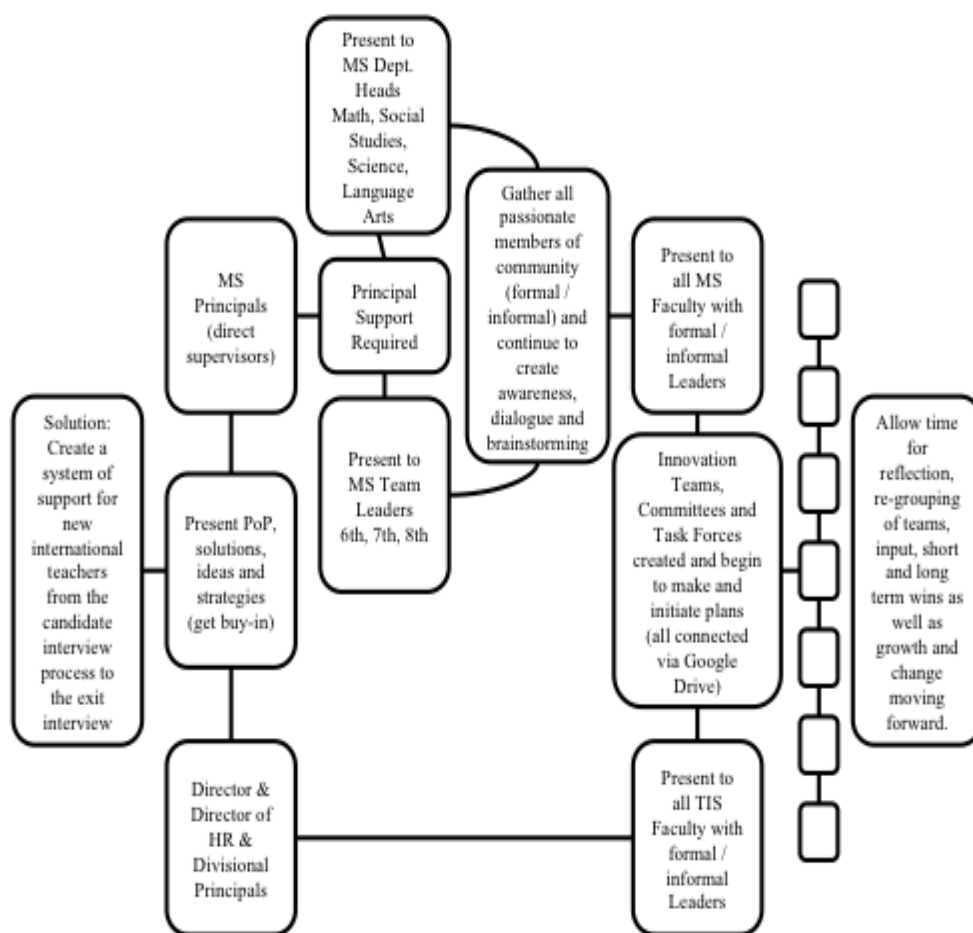 Present to
MS Dept.
Heads
Math, Social
Studies,
Science,
Language
Arts
Gather all
passionate
members of
community
(formal /
informal) and
continue to
create
awareness,
dialogue and
brainstorming
MS
Principals
(direct
supervisors)
Principal
Support
Required
Present to
all MS
Faculty with
formal /
informal
Leaders
Solution:
Create a
system of
support for
new
international
teachers
from the
candidate
interview
process to
the exit
interview
Present PoP,
solutions,
ideas and
strategies
(get buy-in)
Present to
MS Team
Leaders
6th, 7th, 8th
Innovation
Teams,
Committees and
Task Forces
created and begin
to make and
initiate plans
(all connected
via Google
Drive)
Allow time
for
reflection,
re-grouping
of teams,
input, short
and long
term wins as
well as
growth and
change
moving
forward.
Director &
Director of
HR &
Divisional
Principals
Present to
all TIS
Faculty with
formal /
informal
Leaders